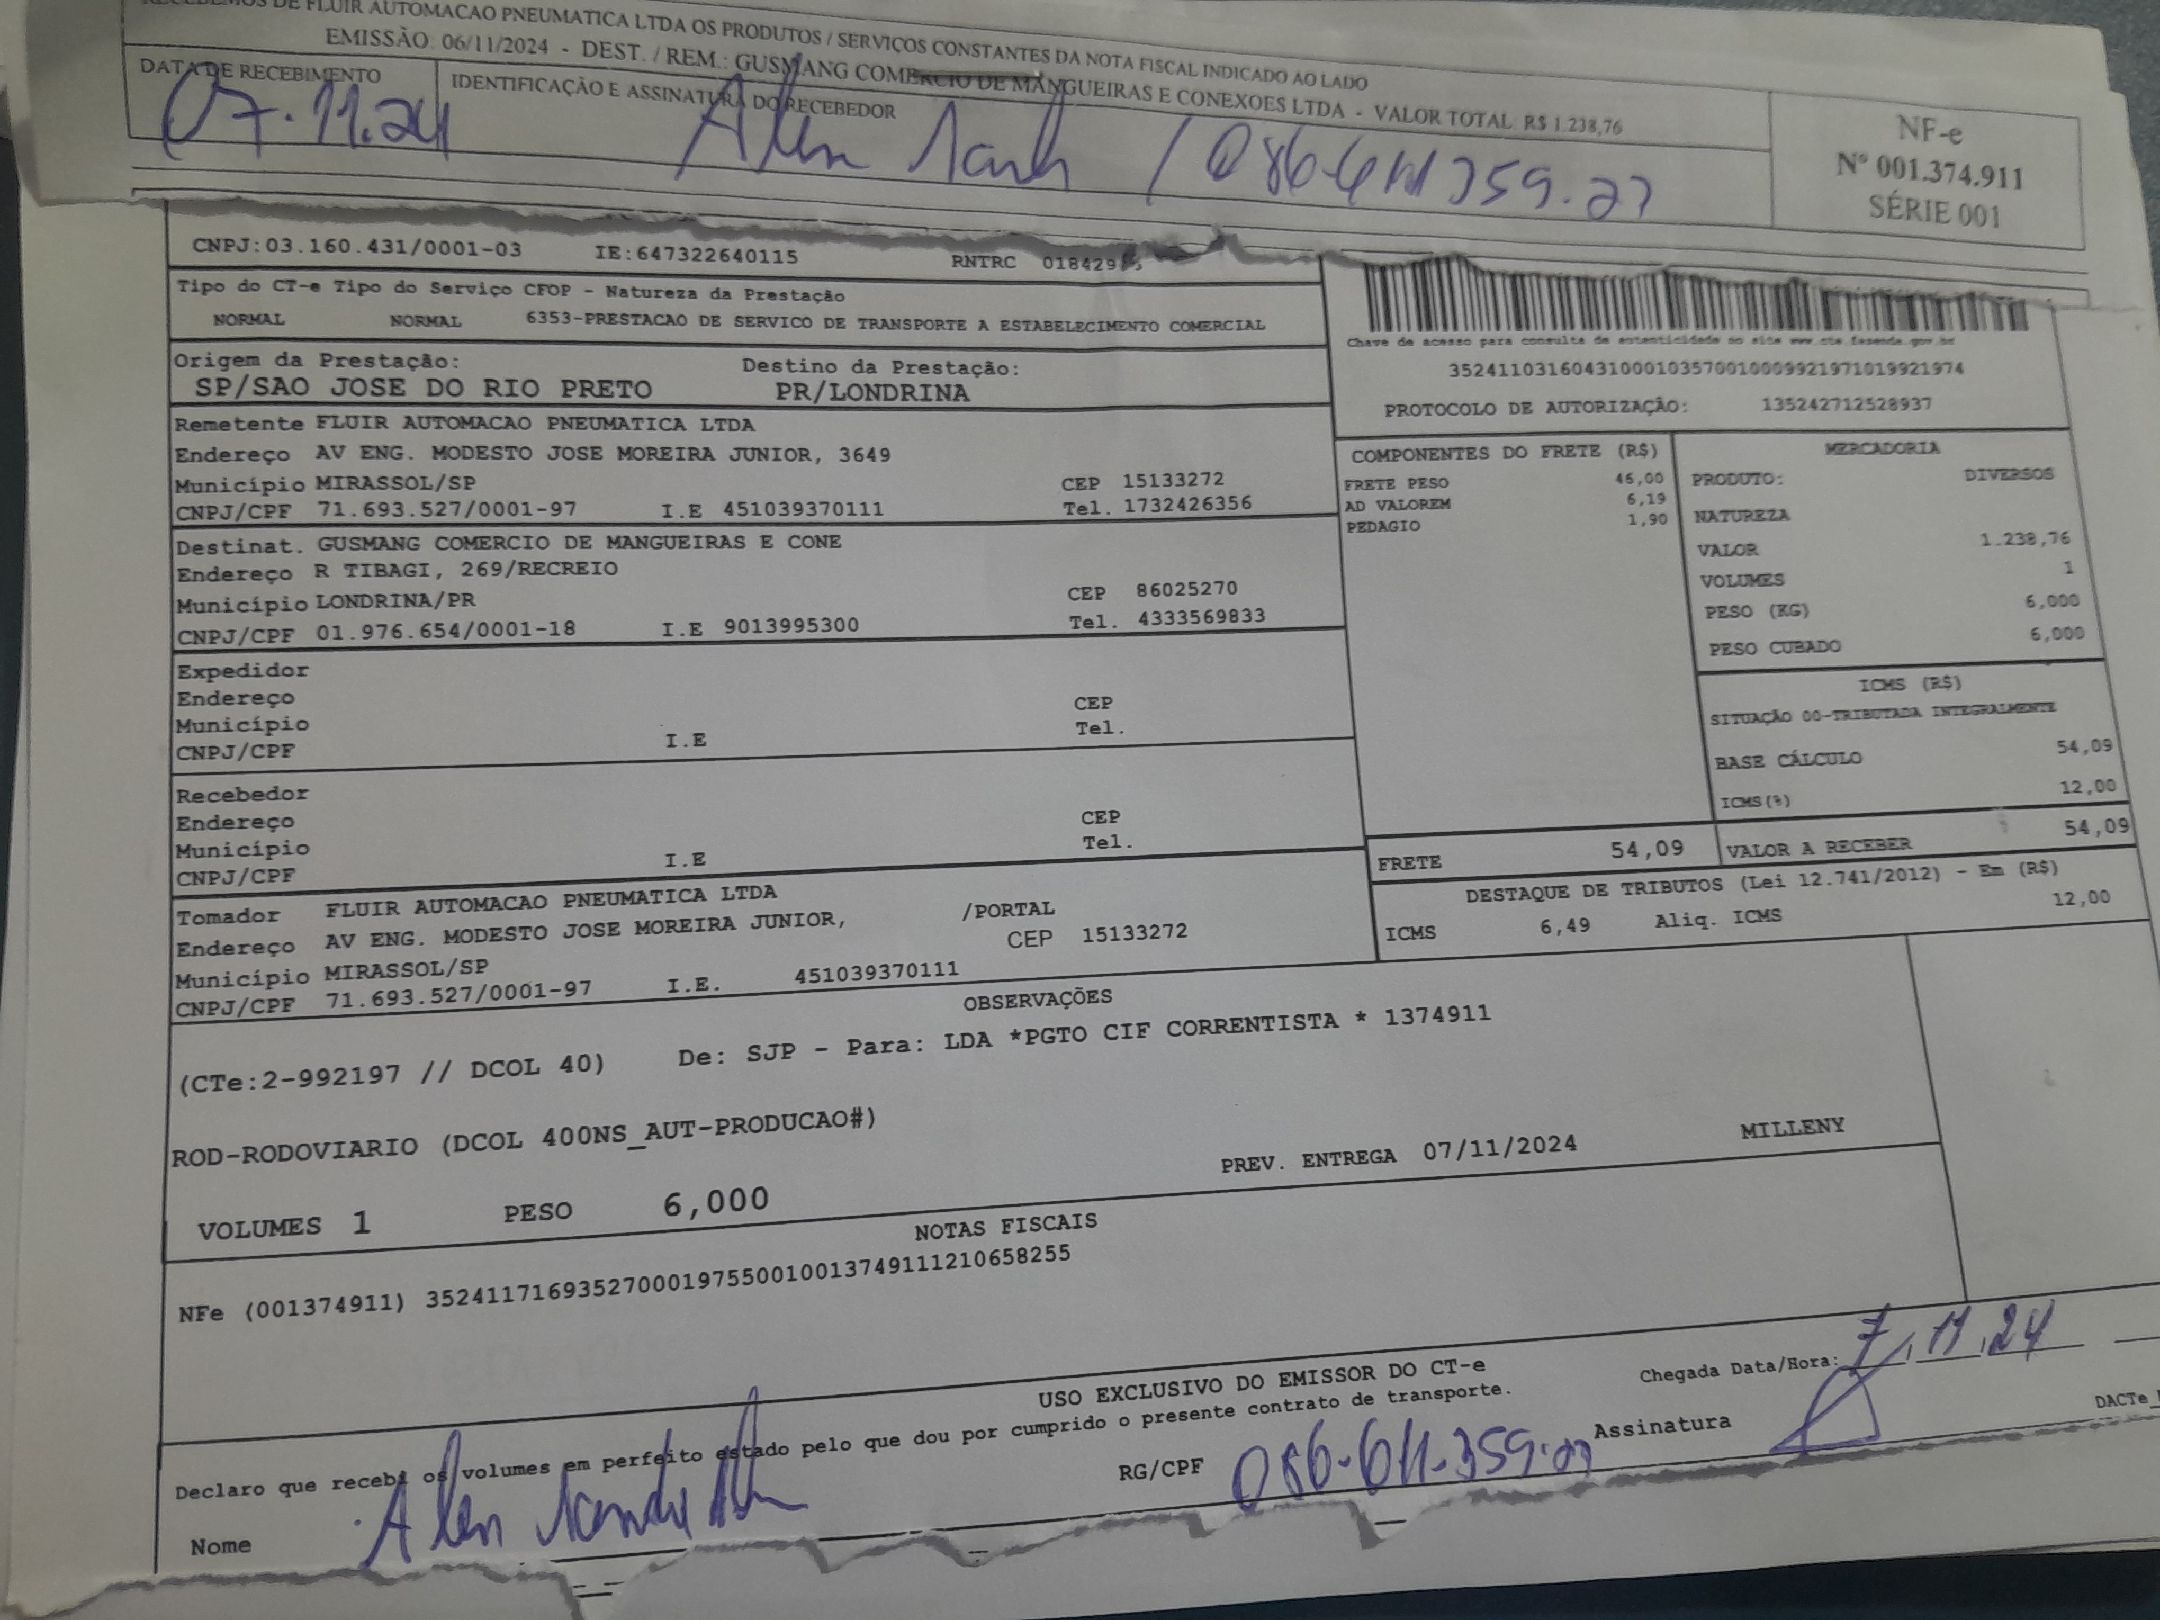 RECEBEMOS DE FLUIR AUTOMACAO PNEUMATICA LTDA OS PRODUTOS / SERVIÇOS CONSTANTES DA NOTA FISCAL INDICADO AO LADO
EMISSÃO: 06/11/2024 - DEST. / REM.: GUSMANG COMERCIO DE MANGUEIRAS E CONEXOES LTDA - VALOR TOTAL: R$ 1.238,76
DATA DE RECEBIMENTO IDENTIFICAÇÃO E ASSINATURA DO RECEBEDOR
07.11.24 Alen
NF-e
Nº 001.374.911
SÉRIE 001
CNPJ:03.160.431/0001-03 IE:647322640115 RNTRC
Tipo do CT-e Tipo do Serviço CFOP - Natureza da Prestação
NORMAL NORMAL 6353-PRESTACAO DE SERVICO DE TRANSPORTE A ESTABELECIMENTO COMERCIAL
Origem da Prestação: Destino da Prestação:
SP/SAO JOSE DO RIO PRETO PR/LONDRINA
Remetente FLUIR AUTOMACAO PNEUMATICA LTDA
Endereço AV ENG. MODESTO JOSE MOREIRA JUNIOR, 3649
Município MIRASSOL/SP CEP 15133272
CNPJ/CPF 71.693.527/0001-97 I.E 451039370111 Tel. 1732426356
Destinat. GUSMANG COMERCIO DE MANGUEIRAS E CONE
Endereço R TIBAGI, 269/RECREIO
Município LONDRINA/PR CEP 86025270
CNPJ/CPF 01.976.654/0001-18 I.E 9013995300 Tel. 4333569833
Expedidor
Endereço
Município CEP
CNPJ/CPF I.E Tel.
Recebedor
Endereço
Município CEP
CNPJ/CPF I.E Tel.
Tomador FLUIR AUTOMACAO PNEUMATICA LTDA
Endereço AV ENG. MODESTO JOSE MOREIRA JUNIOR, /PORTAL
Município MIRASSOL/SP CEP 15133272
CNPJ/CPF 71.693.527/0001-97 I.E. 451039370111
Chave de acesso para consulta de autenticidade no site www.cte.fazenda.gov.br
35241103160431000103570010009921971019921974
PROTOCOLO DE AUTORIZAÇÃO: 135242712528937
COMPONENTES DO FRETE (R$)
FRETE PESO 46,00
AD VALOREM 6,19
PEDAGIO 1,90
MERCADORIA
PRODUTO: DIVERSOS
NATUREZA
VALOR 1.238,76
VOLUMES 1
PESO (KG) 6,000
PESO CUBADO 6,000
ICMS (R$)
SITUAÇÃO 00-TRIBUTADA INTEGRALMENTE
BASE CÁLCULO 54,09
ICMS(%) 12,00
FRETE 54,09 VALOR A RECEBER 54,09
DESTAQUE DE TRIBUTOS (Lei 12.741/2012) - Em (R$)
ICMS 6,49 Aliq. ICMS 12,00
OBSERVAÇÕES
(CTe:2-992197 // DCOL 40) De: SJP - Para: LDA *PGTO CIF CORRENTISTA * 1374911
ROD-RODOVIARIO (DCOL 400NS_AUT-PRODUCAO#)
PREV. ENTREGA 07/11/2024 MILLENY
VOLUMES 1 PESO 6,000
NOTAS FISCAIS
NFe (001374911) 35241171693527000197550010013749111210658255
USO EXCLUSIVO DO EMISSOR DO CT-e
Chegada Data/Hora: 7.11.24
Declaro que recebi os volumes em perfeito estado pelo que dou por cumprido o presente contrato de transporte.
DACTe
Nome Alen RG/CPF 086.611.359.27 Assinatura